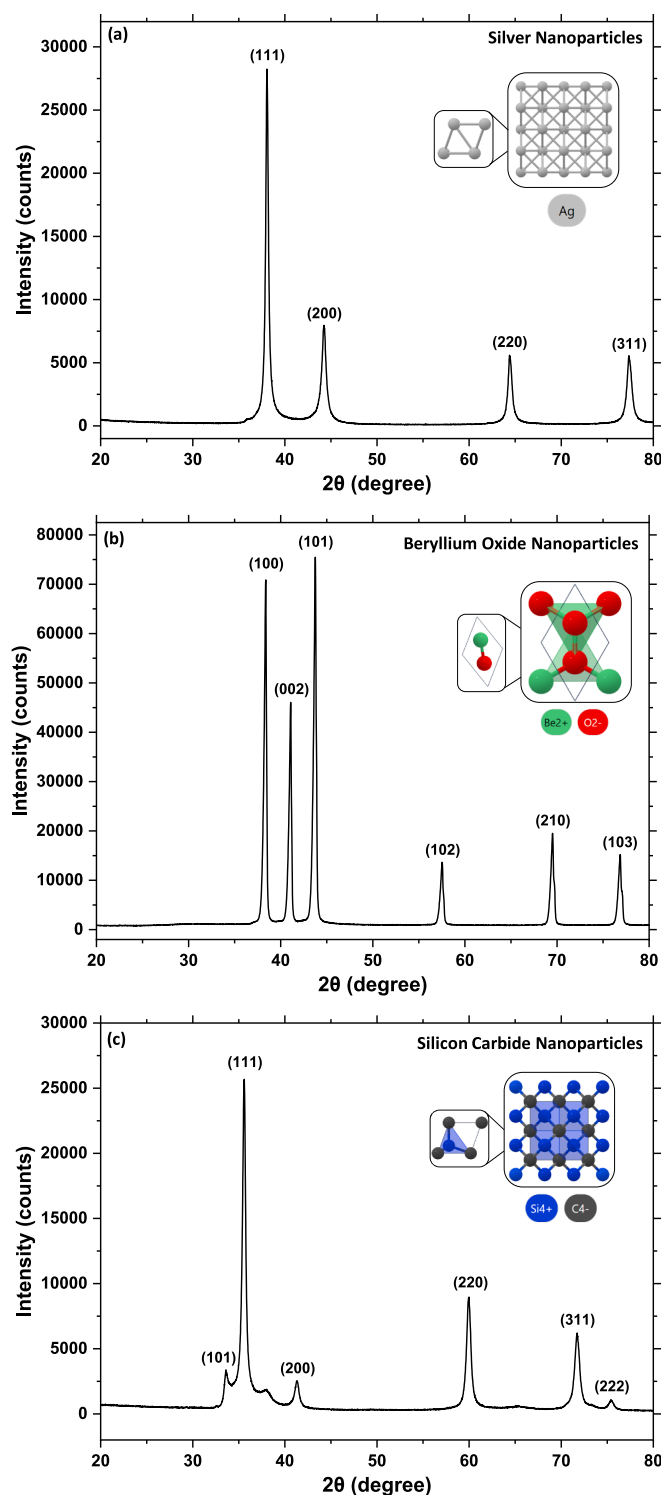 (a)
Silver Nanoparticles
30000
25000
20000
15000
10000
5000
0
Intensity (counts)
(111)
(200)
(220)
(311)
Ag
20 30 40 50 60 70 80
2θ (degree)
(b)
Beryllium Oxide Nanoparticles
80000
70000
60000
50000
40000
30000
20000
10000
0
Intensity (counts)
(100)
(002)
(101)
(102)
(210)
(103)
Be2+ O2-
20 30 40 50 60 70 80
2θ (degree)
(c)
Silicon Carbide Nanoparticles
30000
25000
20000
15000
10000
5000
0
Intensity (counts)
(101)
(111)
(200)
(220)
(311)
(222)
Si4+ C4-
20 30 40 50 60 70 80
2θ (degree)